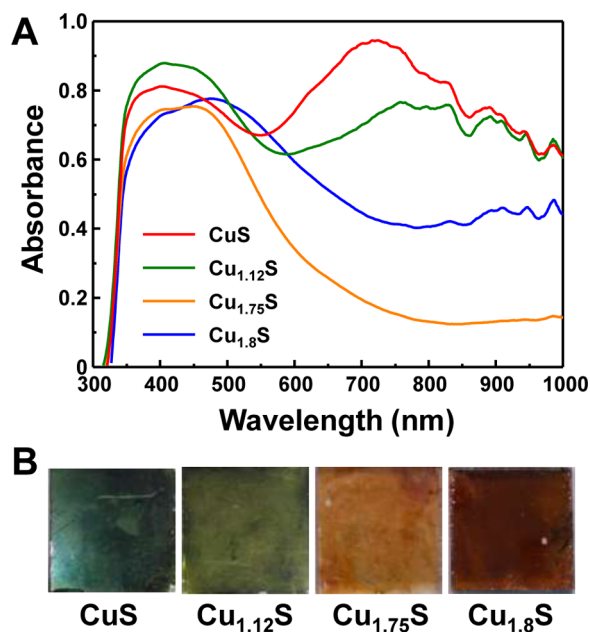 A
Absorbance
1.0
0.8
0.6
0.4
0.2
0
CuS
Cu1.12S
Cu1.75S
Cu1.8S
300 400 500 600 700 800 900 1000
Wavelength (nm)
B
CuS Cu1.12S Cu1.75S Cu1.8S